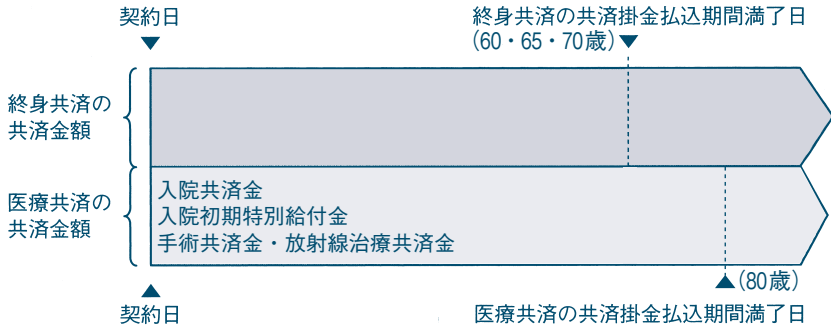 契約日
終身共済の共済掛金払込期間満了日
(60・65・70歳)
終身共済の
共済金額
医療共済の
共済金額
入院共済金
入院初期特別給付金
手術共済金・放射線治療共済金
(80歳)
契約日
医療共済の共済掛金払込期間満了日